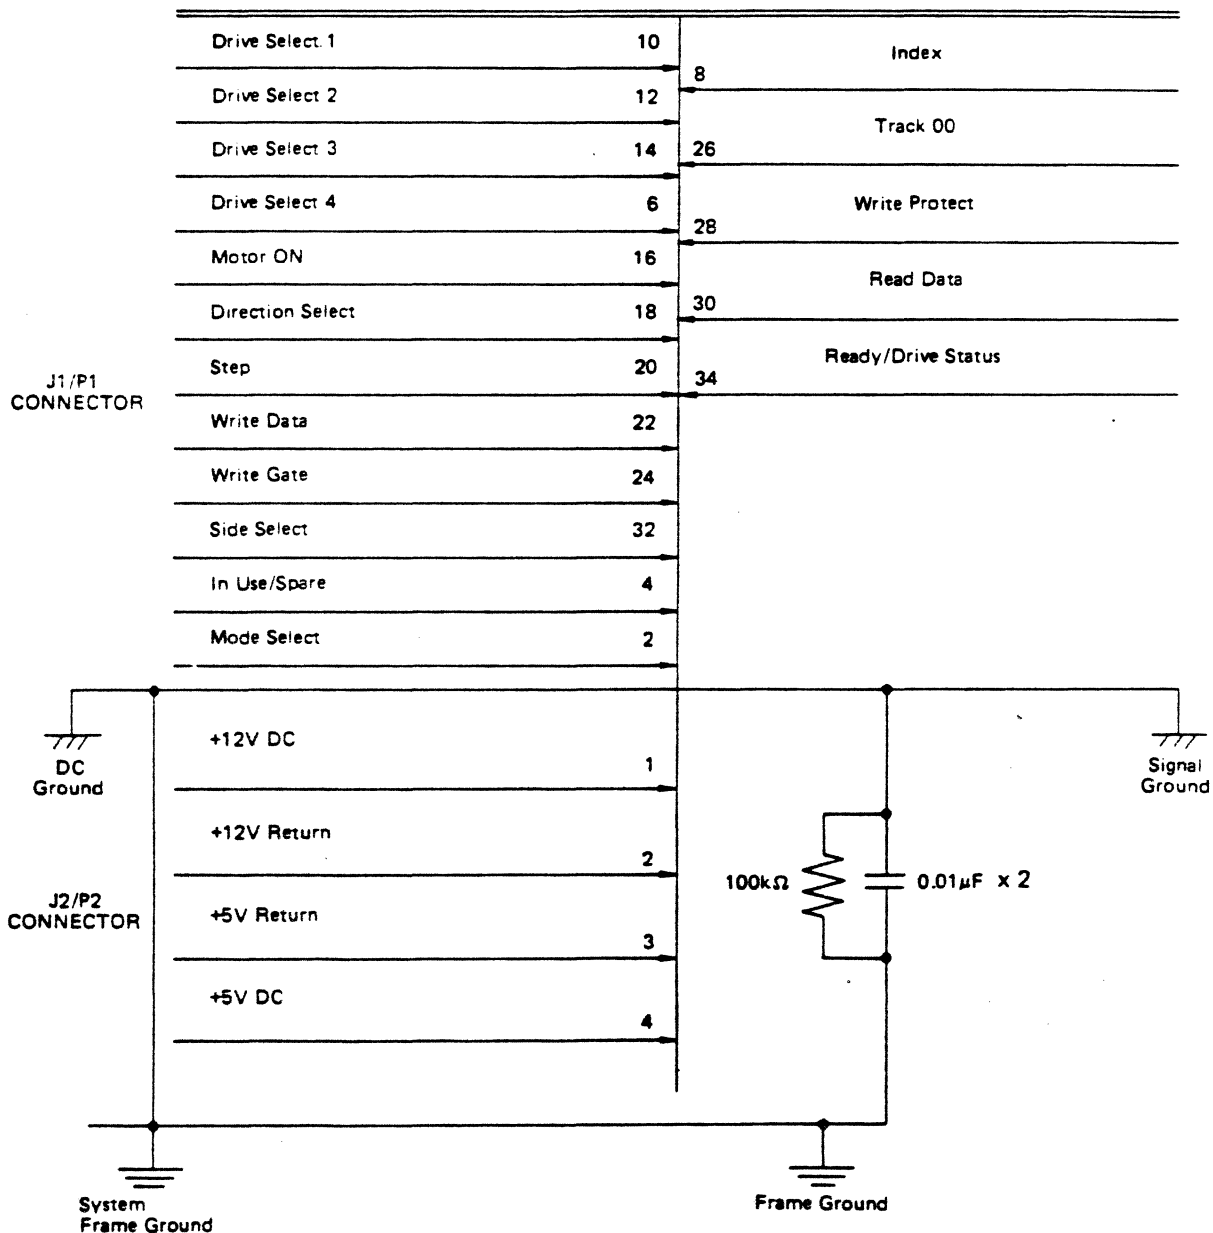 Drive Select 1 10
Index
8
Drive Select 2 12
Track 00
Drive Select 3 14
26
Drive Select 4 6
Write Protect
28
Motor ON 16
Read Data
Direction Select 18
30
Ready/Drive Status
Step 20
34
J1/P1
CONNECTOR
Write Data 22
Write Gate 24
Side Select 32
In Use/Spare 4
Mode Select 2
+12V DC
1
DC
Ground
Signal
Ground
+12V Return
2
100kΩ
0.01μF x 2
J2/P2
CONNECTOR
+5V Return
3
+5V DC
4
System
Frame Ground
Frame Ground